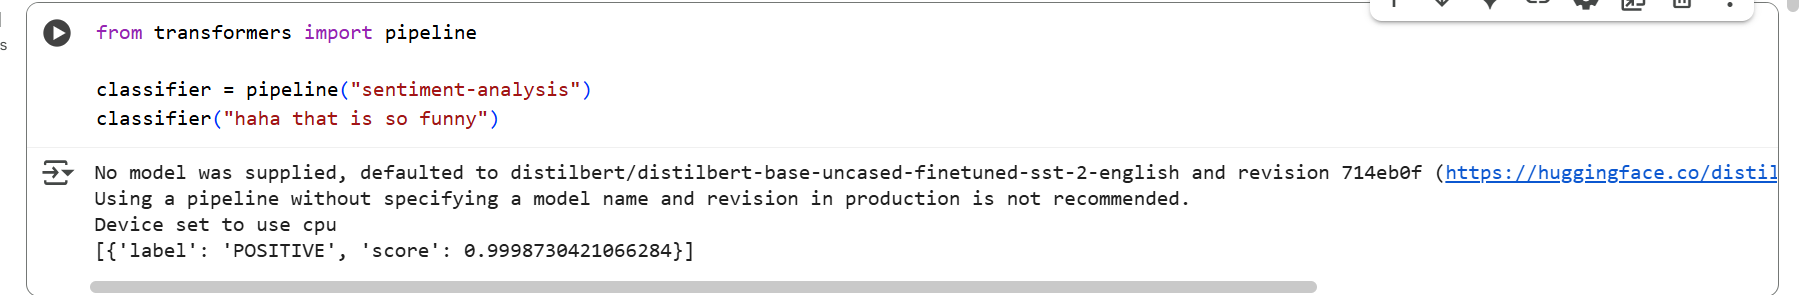 s
from transformers import pipeline
classifier = pipeline("sentiment-analysis")
classifier("haha that is so funny")
No model was supplied, defaulted to distilbert/distilbert-base-uncased-finetuned-sst-2-english and revision 714eb0f (https://huggingface.co/distil
Using a pipeline without specifying a model name and revision in production is not recommended.
Device set to use cpu
[{'label': 'POSITIVE', 'score': 0.9998730421066284}]